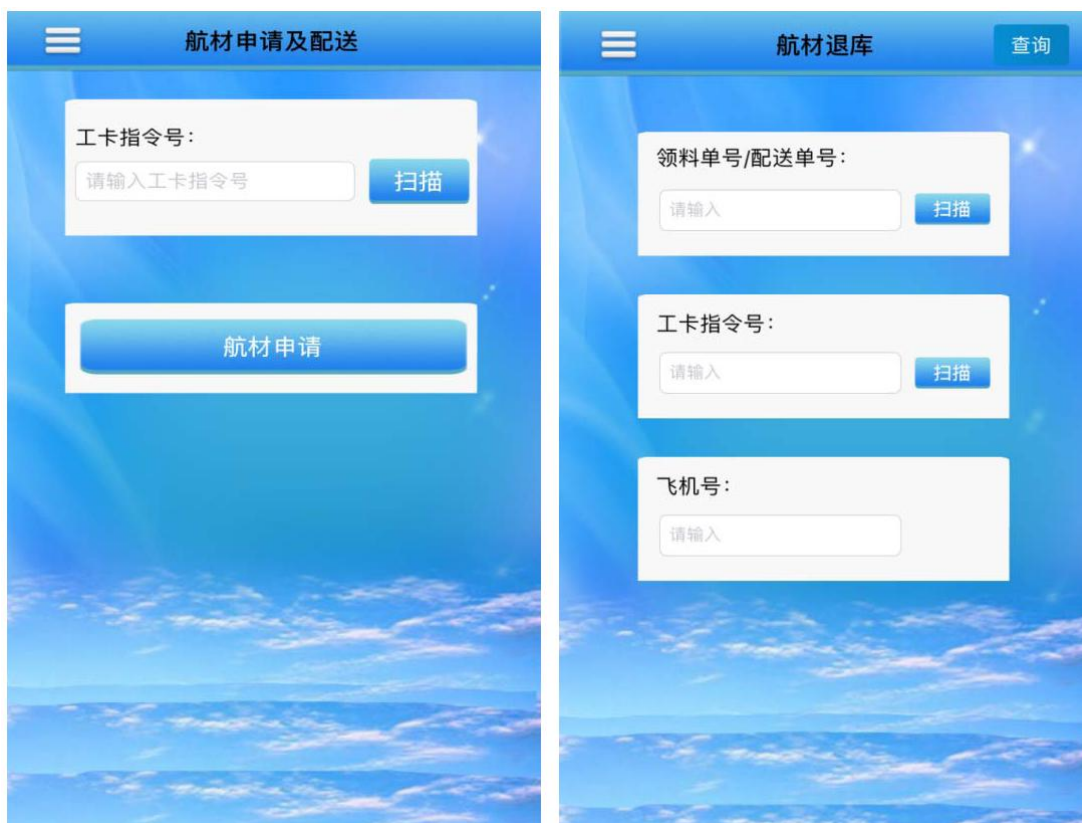 航材申请及配送
工卡指令号：
请输入工卡指令号
扫描
航材申请
航材退库
查询
领料单号/配送单号：
请输入
扫描
工卡指令号：
请输入
扫描
飞机号：
请输入